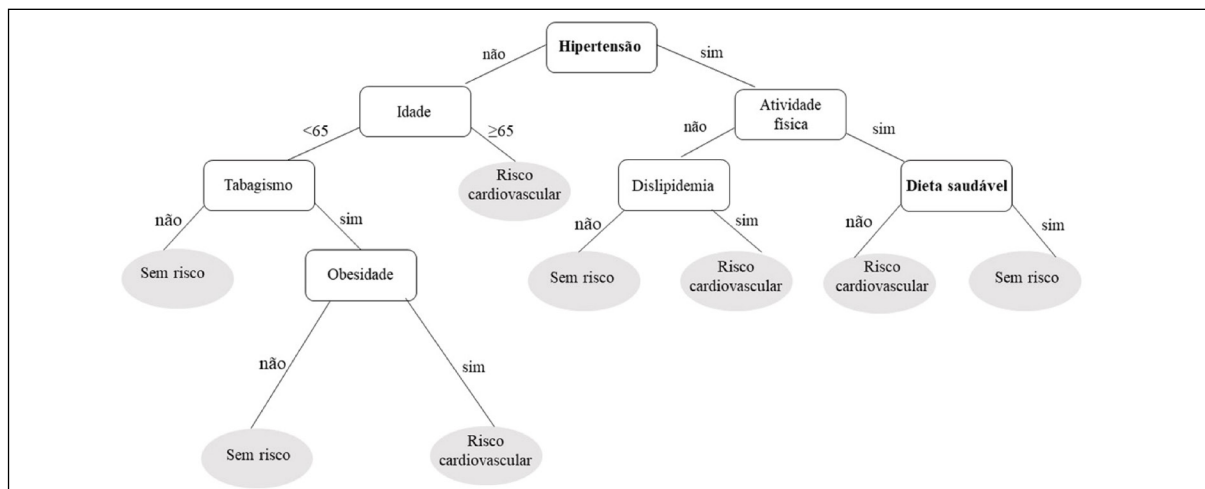 Hipertensão
não
sim
Idade
Atividade
física
<65
≥65
não
sim
Tabagismo
Risco
cardiovascular
Dislipidemia
Dieta saudável
não
sim
não
sim
não
sim
Sem risco
Obesidade
Sem risco
Risco
cardiovascular
Risco
cardiovascular
Sem risco
não
sim
Sem risco
Risco
cardiovascular